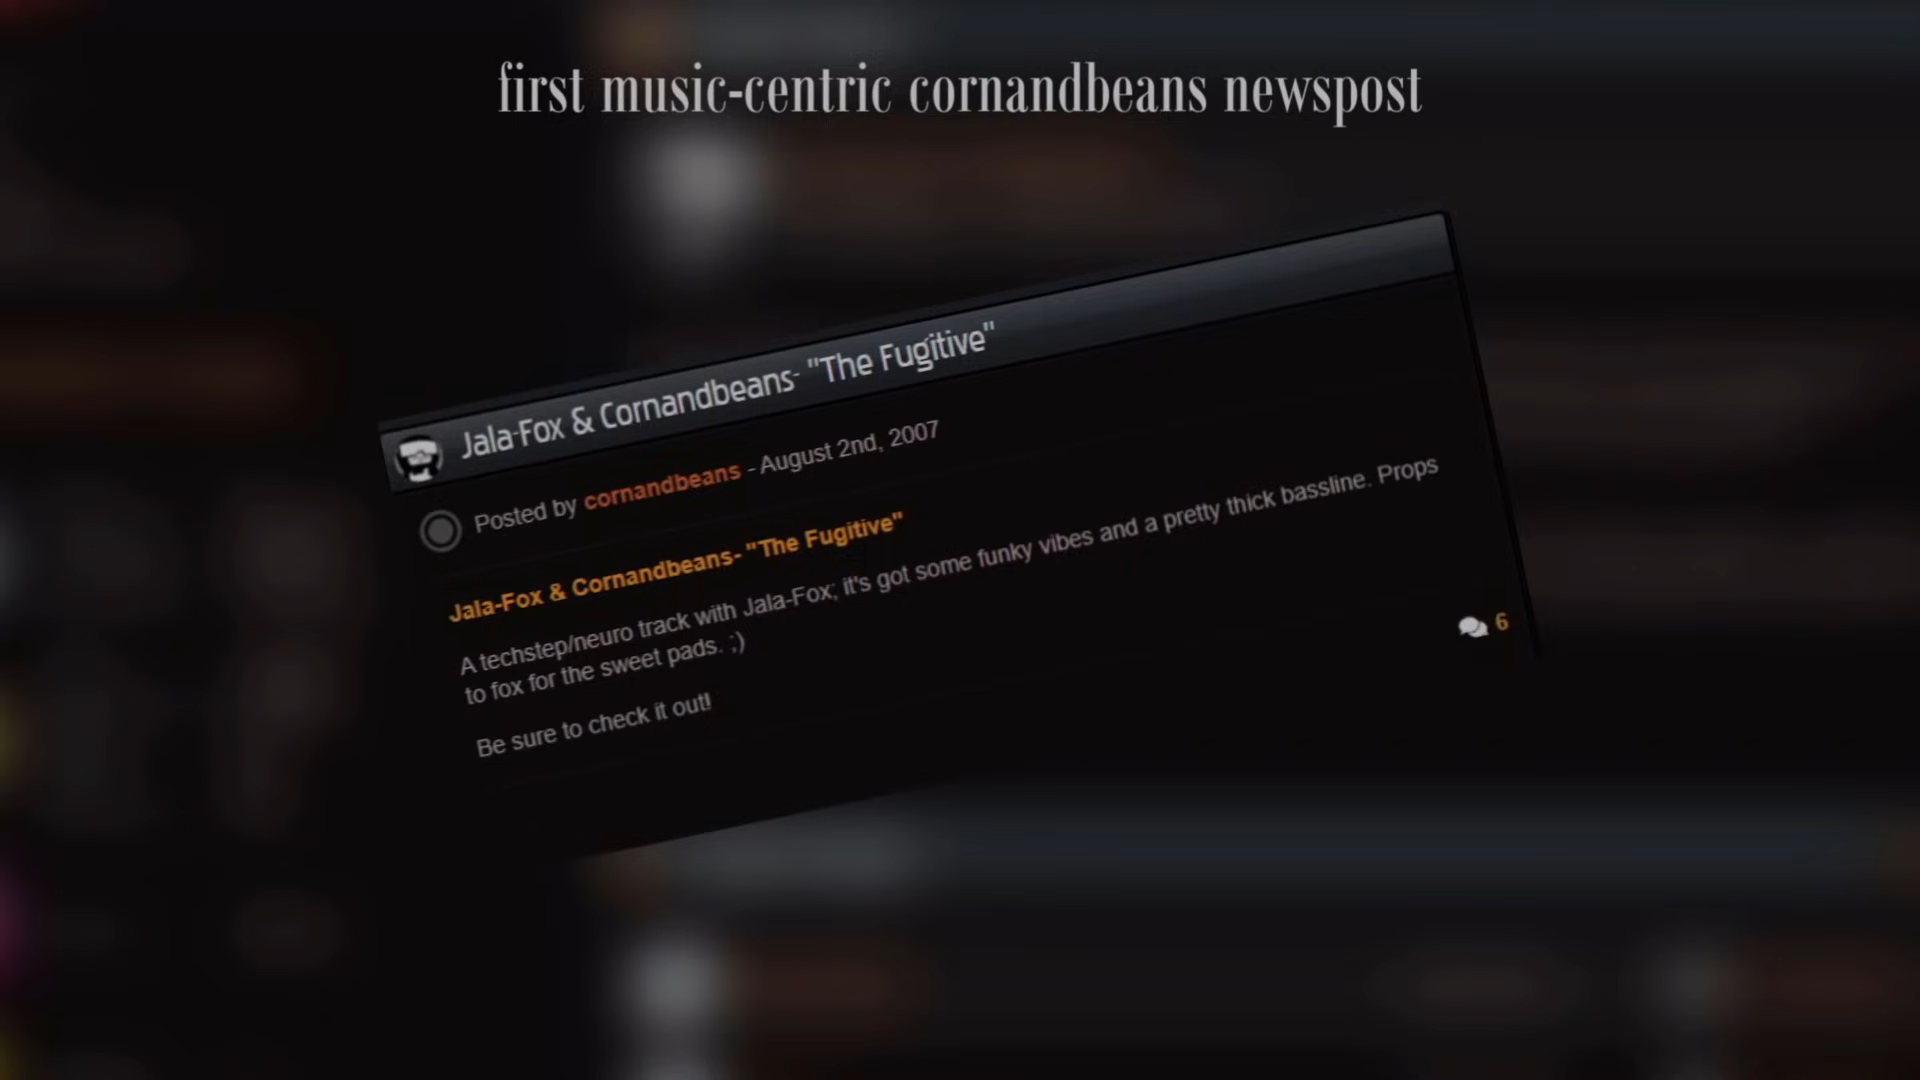 first music-centric cornandbeans newspost
Jala-Fox & Cornandbeans- "The Fugitive"
Posted by cornandbeans - August 2nd, 2007
Jala-Fox & Cornandbeans- "The Fugitive"
A techstep/neuro track with Jala-Fox; it's got some funky vibes and a pretty thick bassline. Props
to fox for the sweet pads. ;)
Be sure to check it out!
6